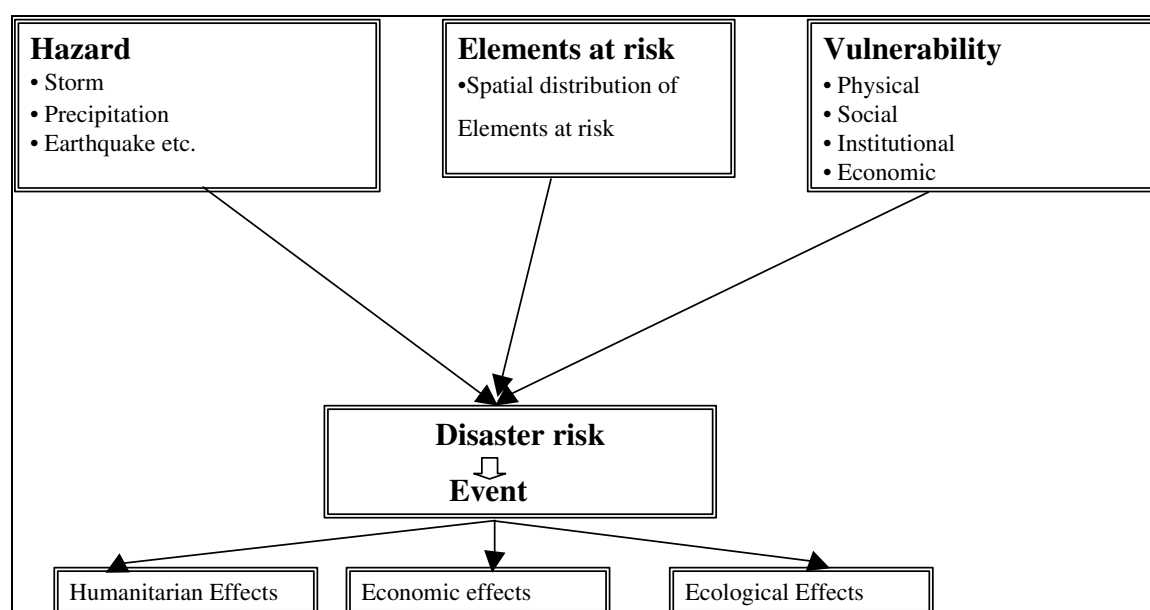 Hazard
• Storm
• Precipitation
• Earthquake etc.
Elements at risk
•Spatial distribution of
Elements at risk
Vulnerability
• Physical
• Social
• Institutional
• Economic
Disaster risk
Event
Humanitarian Effects
Economic effects
Ecological Effects